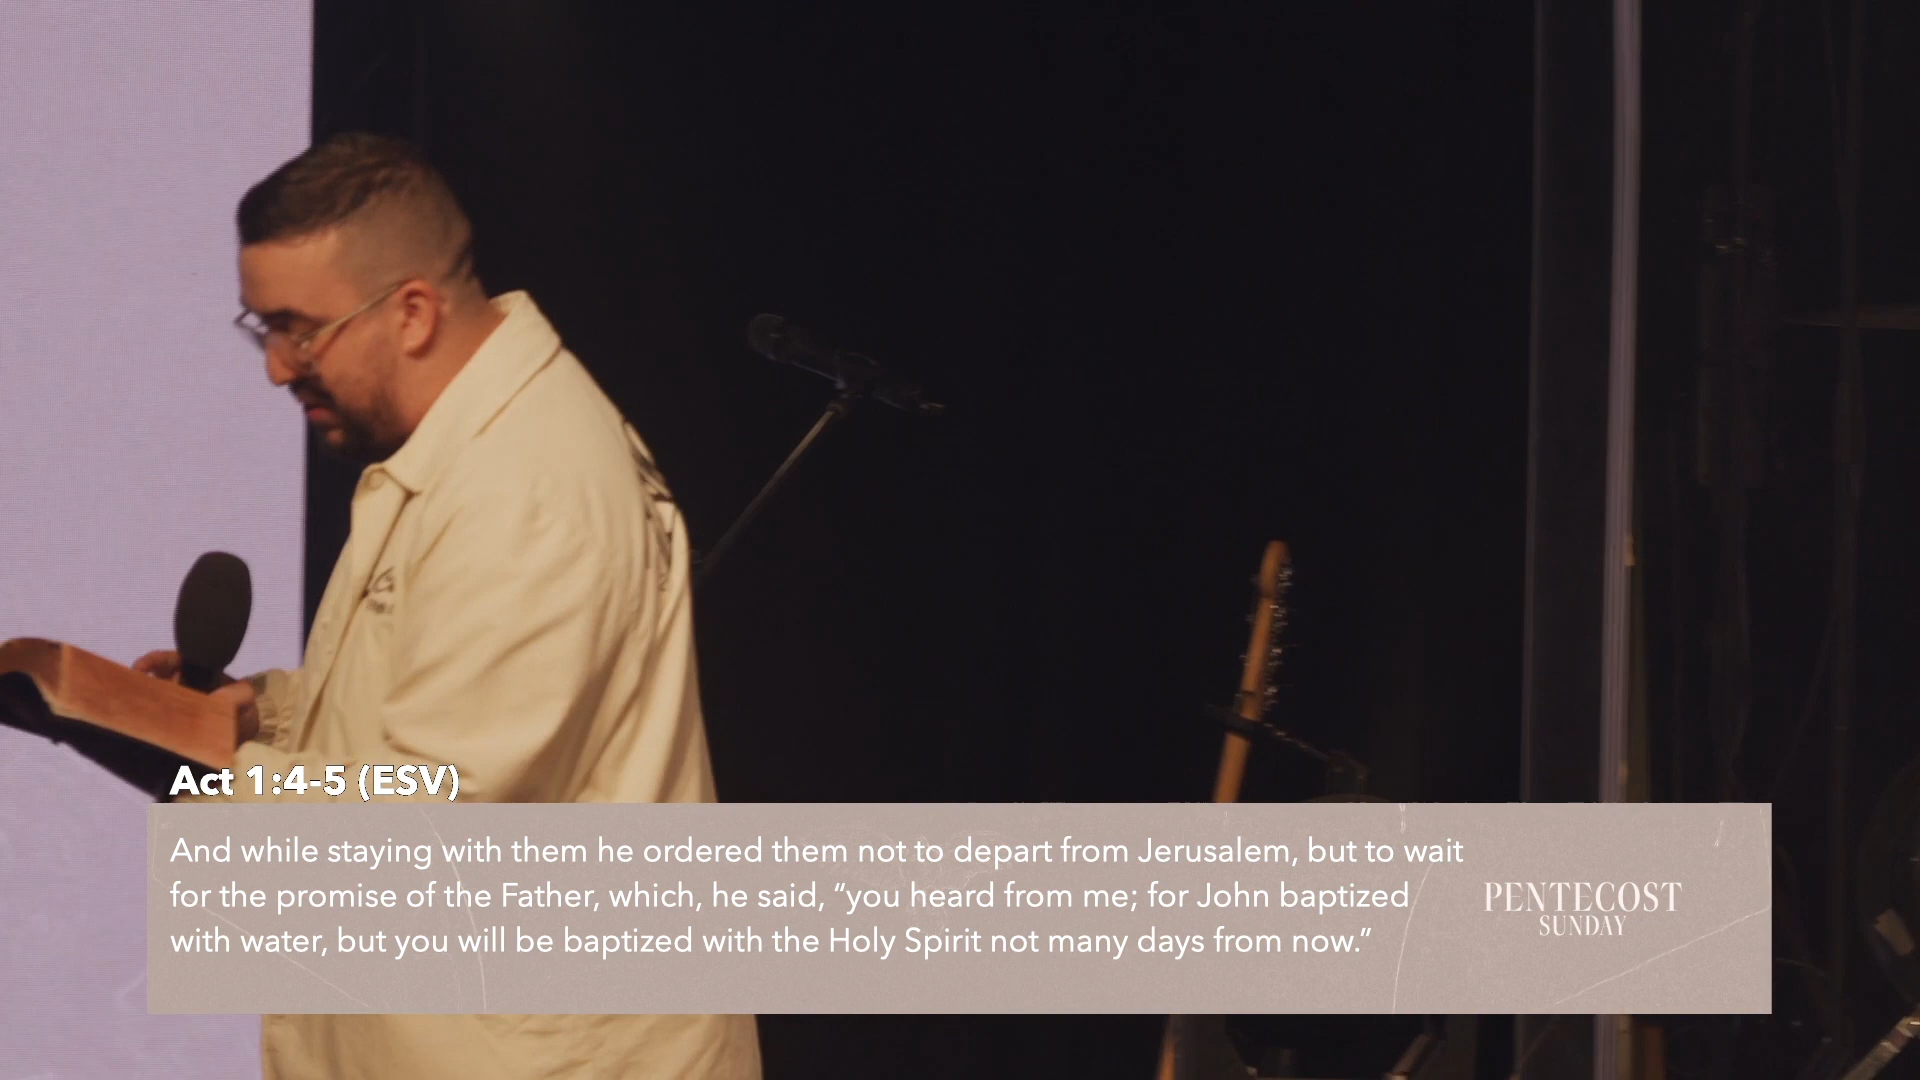 Act 1:4-5 (ESV)
And while staying with them he ordered them not to depart from Jerusalem, but to wait
for the promise of the Father, which, he said, “you heard from me; for John baptized
with water, but you will be baptized with the Holy Spirit not many days from now.”
PENTECOST
SUNDAY